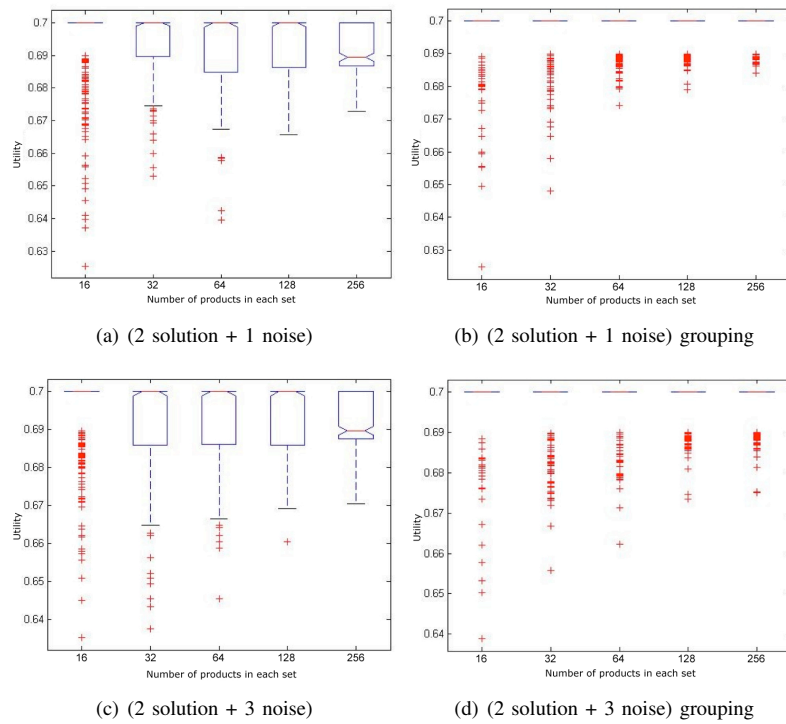 0.7
0.69
0.68
0.67
0.66
0.65
0.64
0.63
Utility
16 32 64 128 256
Number of products in each set
(a) (2 solution + 1 noise)
0.7
0.69
0.68
0.67
0.66
0.65
0.64
0.63
Utility
16 32 64 128 256
Number of products in each set
(b) (2 solution + 1 noise) grouping
0.7
0.69
0.68
0.67
0.66
0.65
0.64
Utility
16 32 64 128 256
Number of products in each set
(c) (2 solution + 3 noise)
0.7
0.69
0.68
0.67
0.66
0.65
0.64
Utility
16 32 64 128 256
Number of products in each set
(d) (2 solution + 3 noise) grouping